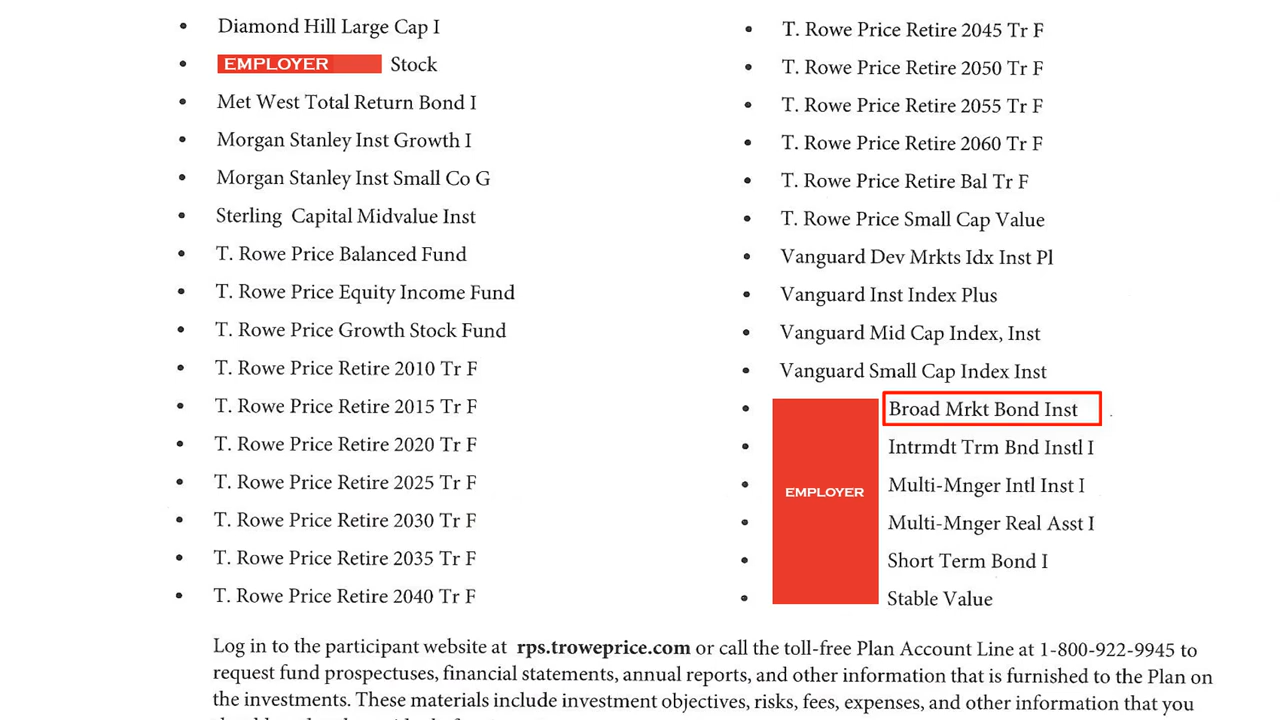 Diamond Hill Large Cap I
EMPLOYER Stock
Met West Total Return Bond I
Morgan Stanley Inst Growth I
Morgan Stanley Inst Small Co G
Sterling Capital Midvalue Inst
T. Rowe Price Balanced Fund
T. Rowe Price Equity Income Fund
T. Rowe Price Growth Stock Fund
T. Rowe Price Retire 2010 Tr F
T. Rowe Price Retire 2015 Tr F
T. Rowe Price Retire 2020 Tr F
T. Rowe Price Retire 2025 Tr F
T. Rowe Price Retire 2030 Tr F
T. Rowe Price Retire 2035 Tr F
T. Rowe Price Retire 2040 Tr F
T. Rowe Price Retire 2045 Tr F
T. Rowe Price Retire 2050 Tr F
T. Rowe Price Retire 2055 Tr F
T. Rowe Price Retire 2060 Tr F
T. Rowe Price Retire Bal Tr F
T. Rowe Price Small Cap Value
Vanguard Dev Mrkts Idx Inst Pl
Vanguard Inst Index Plus
Vanguard Mid Cap Index, Inst
Vanguard Small Cap Index Inst
Broad Mrkt Bond Inst
Intrmdt Trm Bnd Instl I
EMPLOYER
Multi-Mnger Intl Inst I
Multi-Mnger Real Asst I
Short Term Bond I
Stable Value
Log in to the participant website at rps.troweprice.com or call the toll-free Plan Account Line at 1-800-922-9945 to
request fund prospectuses, financial statements, annual reports, and other information that is furnished to the Plan on
the investments. These materials include investment objectives, risks, fees, expenses, and other information that you